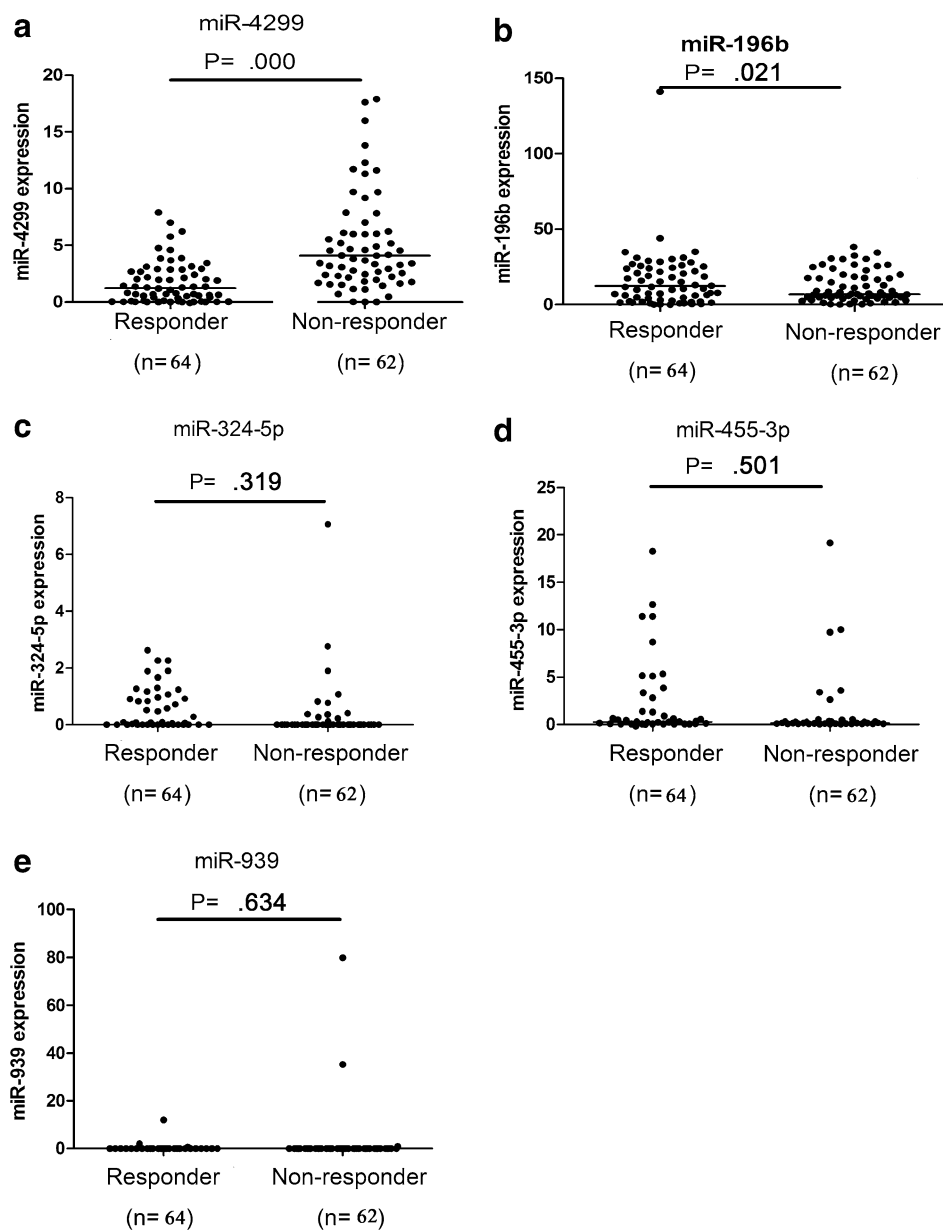 a
miR-4299
P= .000
miR-4299 expression
20
15
10
5
0
Responder
Non-responder
(n=64)
(n=62)
b
miR-196b
P= .021
miR-196b expression
150
100
50
0
Responder
Non-responder
(n=64)
(n=62)
c
miR-324-5p
P= .319
miR-324-5p expression
8
6
4
2
0
Responder
Non-responder
(n=64)
(n=62)
d
miR-455-3p
P= .501
miR-455-3p expression
25
20
15
10
5
0
Responder
Non-responder
(n=64)
(n=62)
e
miR-939
P= .634
miR-939 expression
100
80
60
40
20
0
Responder
Non-responder
(n=64)
(n=62)